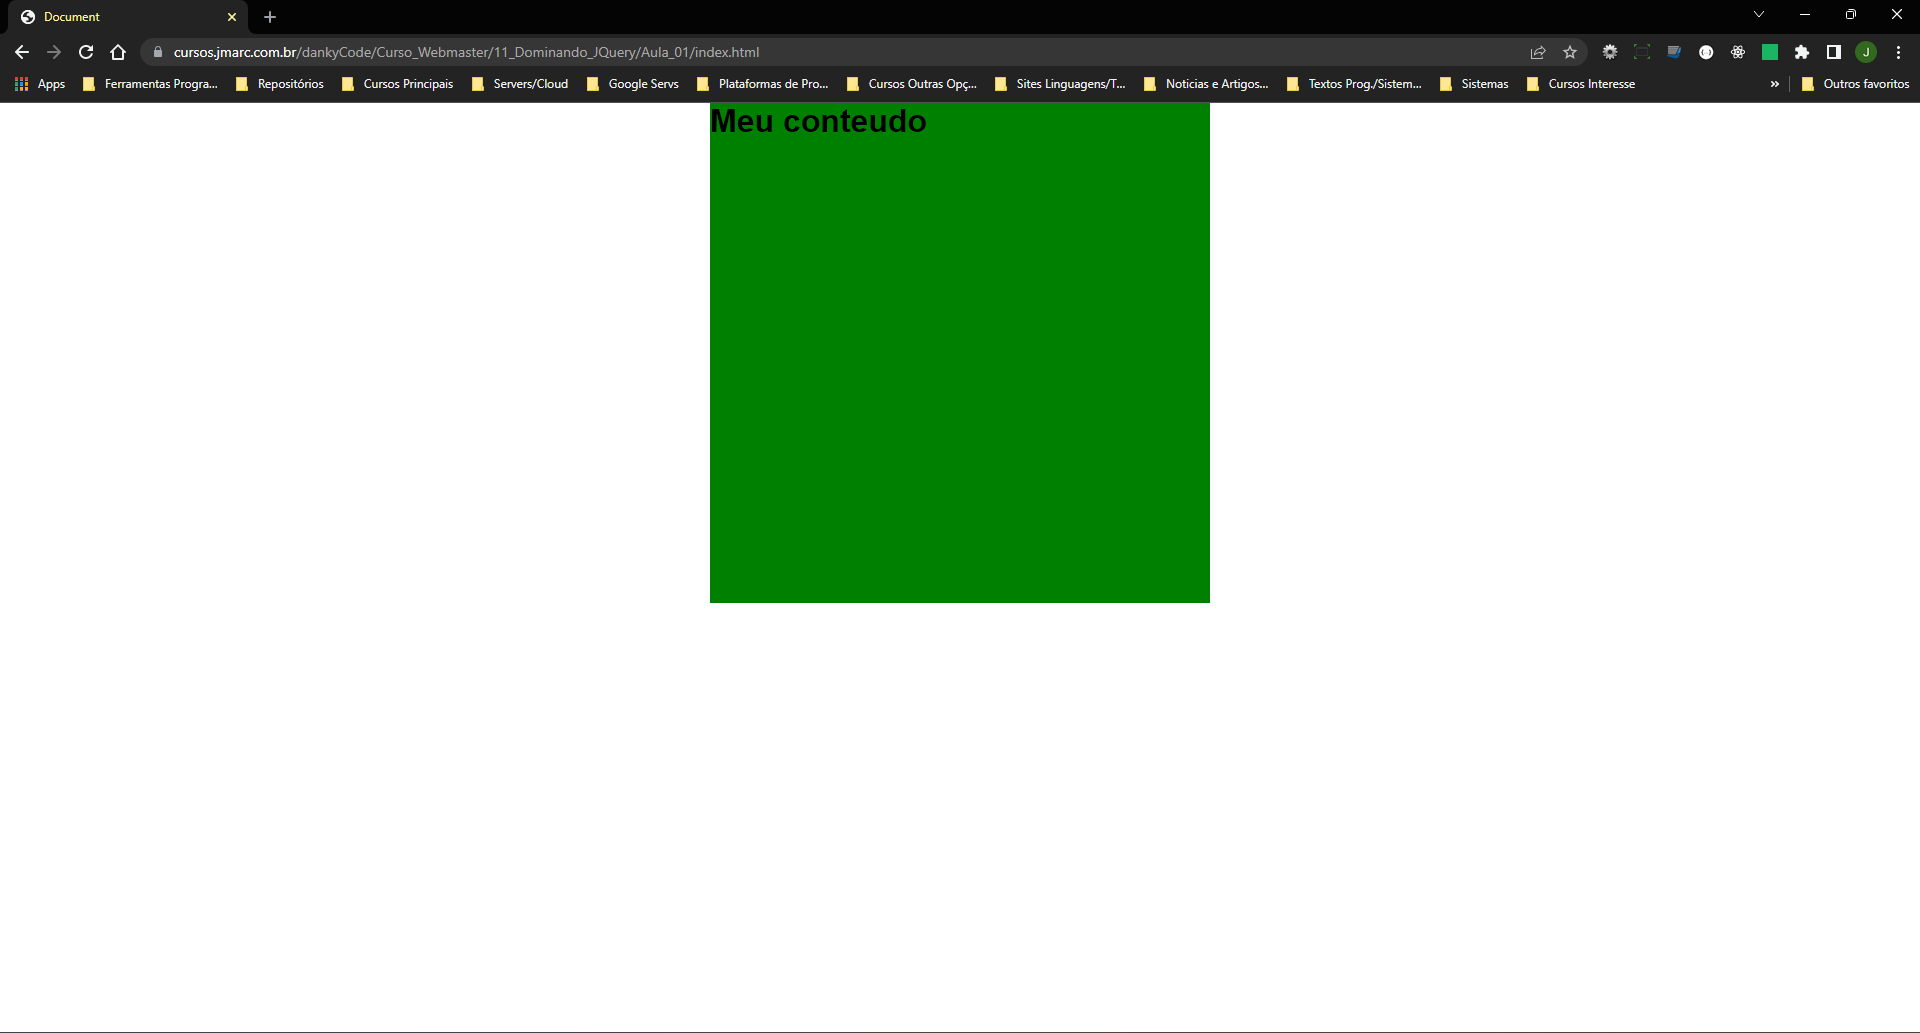 Document
cursos.jmarc.com.br/dankyCode/Curso_Webmaster/11_Dominando_JQuery/Aula_01/index.html
J
Apps Ferramentas Progra... Repositórios Cursos Principais Servers/Cloud Google Servs Plataformas de Pro... Cursos Outras Opç... Sites Linguagens/T... Noticias e Artigos... Textos Prog./Sistem... Sistemas Cursos Interesse » Outros favoritos
Meu conteudo